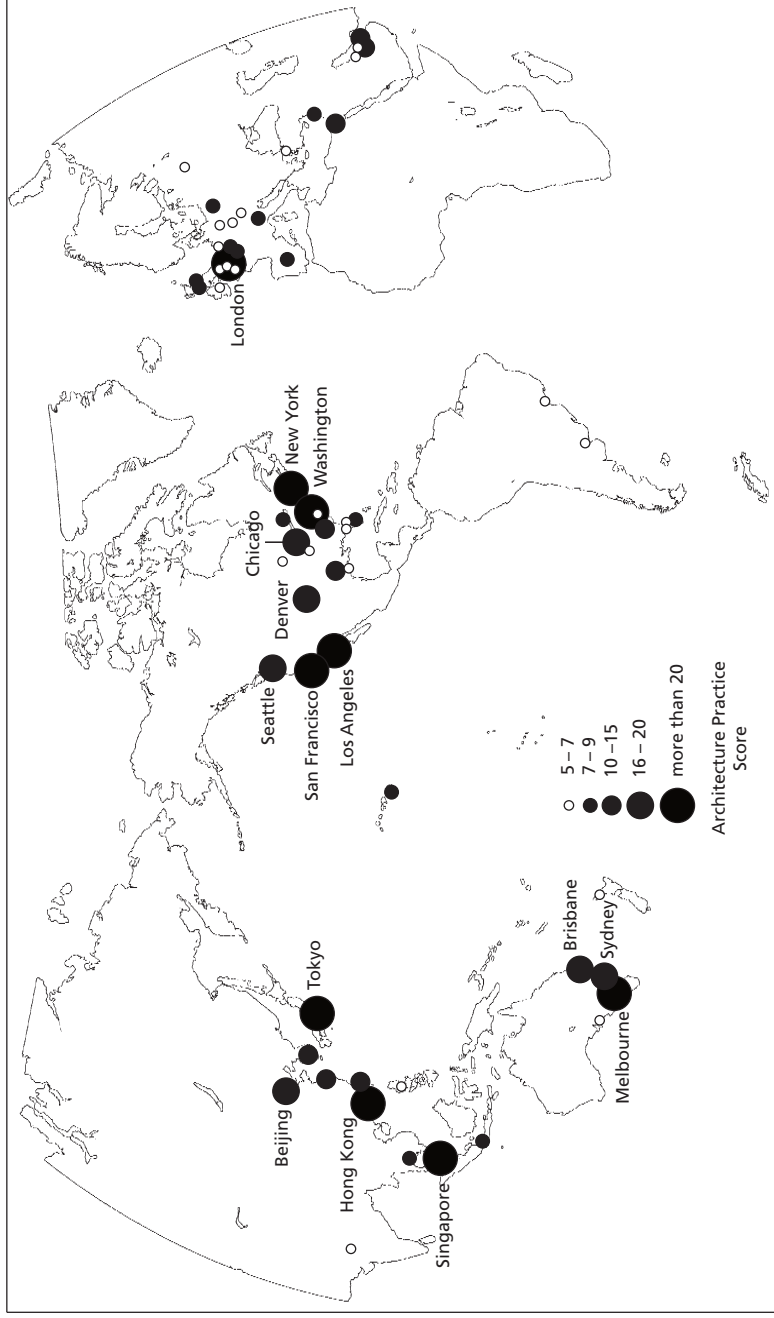 Beijing
Tokyo
Hong Kong
Singapore
Brisbane
Sydney
Melbourne
Seattle
San Francisco
Los Angeles
Denver
Chicago
New York
Washington
London
5 – 7
7 – 9
10 –15
16 – 20
more than 20
Architecture Practice
Score